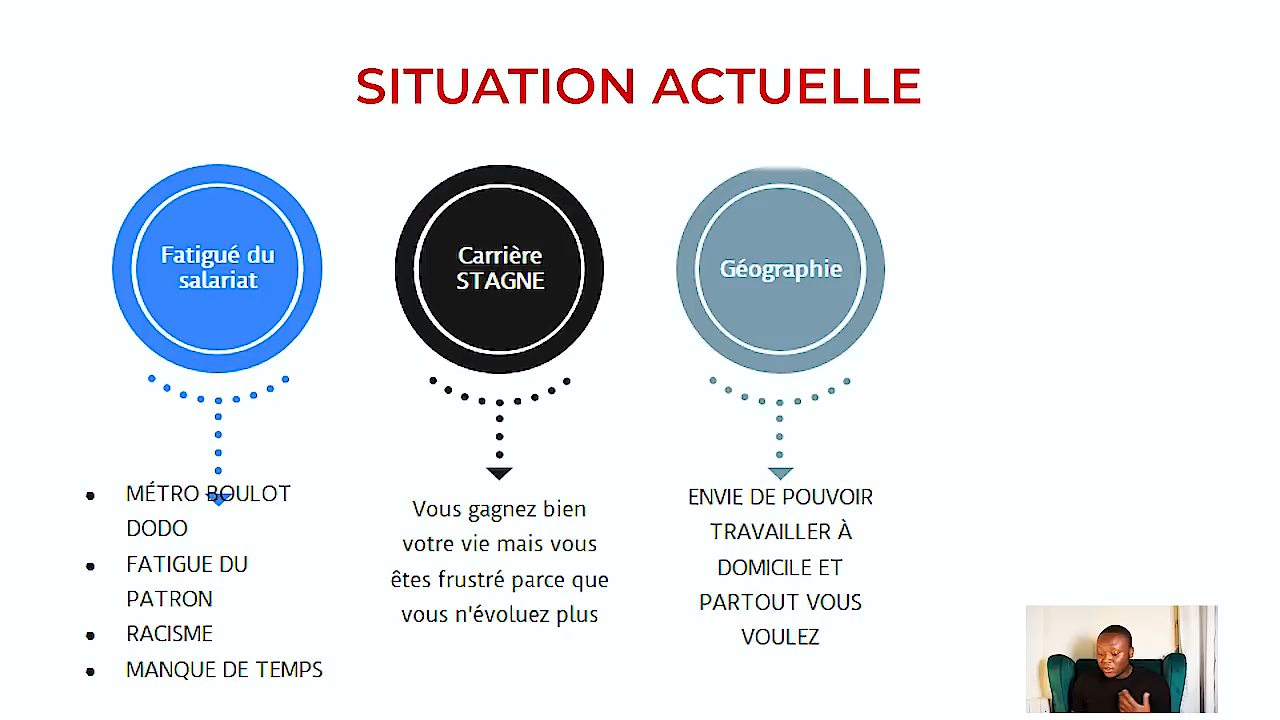 SITUATION ACTUELLE
Fatigué du
salariat
Carrière
STAGNE
Géographie
• MÉTRO BOULOT
DODO
• FATIGUE DU
PATRON
• RACISME
• MANQUE DE TEMPS
Vous gagnez bien
votre vie mais vous
êtes frustré parce que
vous n'évoluez plus
ENVIE DE POUVOIR
TRAVAILLER À
DOMICILE ET
PARTOUT VOUS
VOULEZ